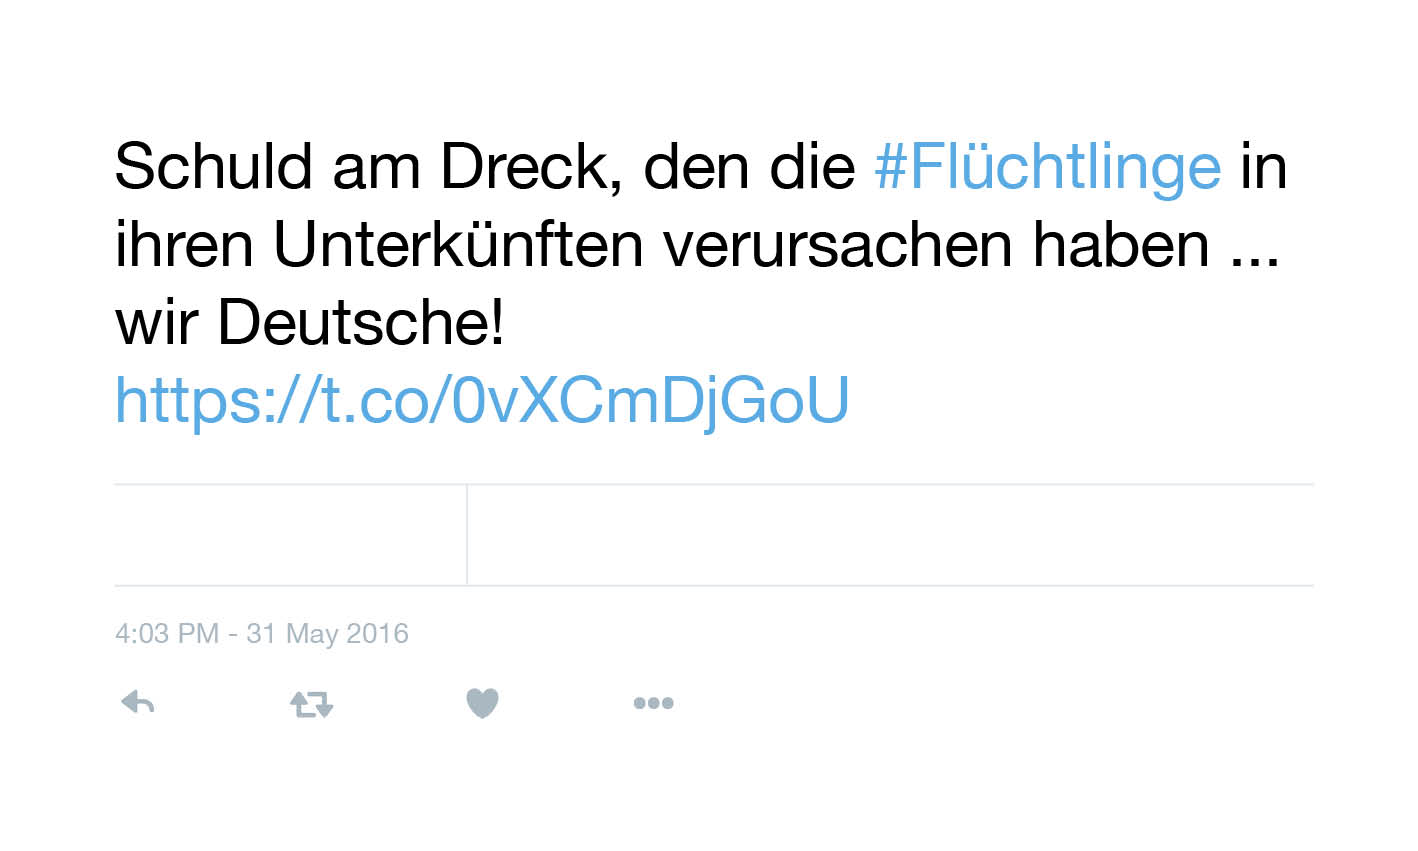 Schuld am Dreck, den die #Flüchtlinge in
ihren Unterkünften verursachen haben ...
wir Deutsche!
https://t.co/0vXCmDjGoU
4:03 PM - 31 May 2016